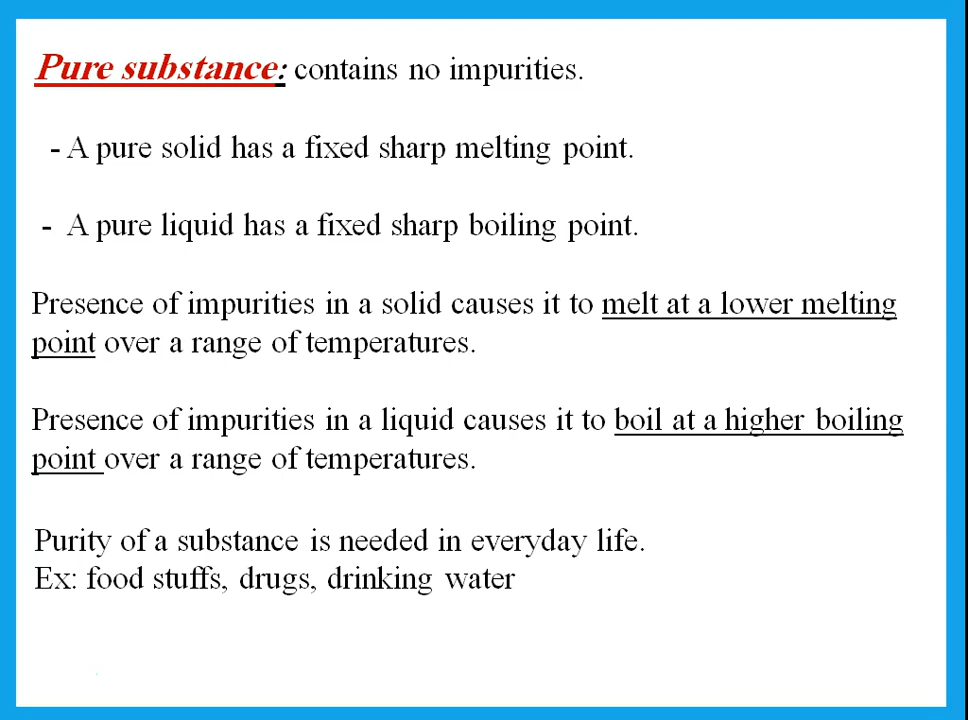 Pure substance: contains no impurities.
- A pure solid has a fixed sharp melting point.
- A pure liquid has a fixed sharp boiling point.
Presence of impurities in a solid causes it to melt at a lower melting
point over a range of temperatures.
Presence of impurities in a liquid causes it to boil at a higher boiling
point over a range of temperatures.
Purity of a substance is needed in everyday life.
Ex: food stuffs, drugs, drinking water